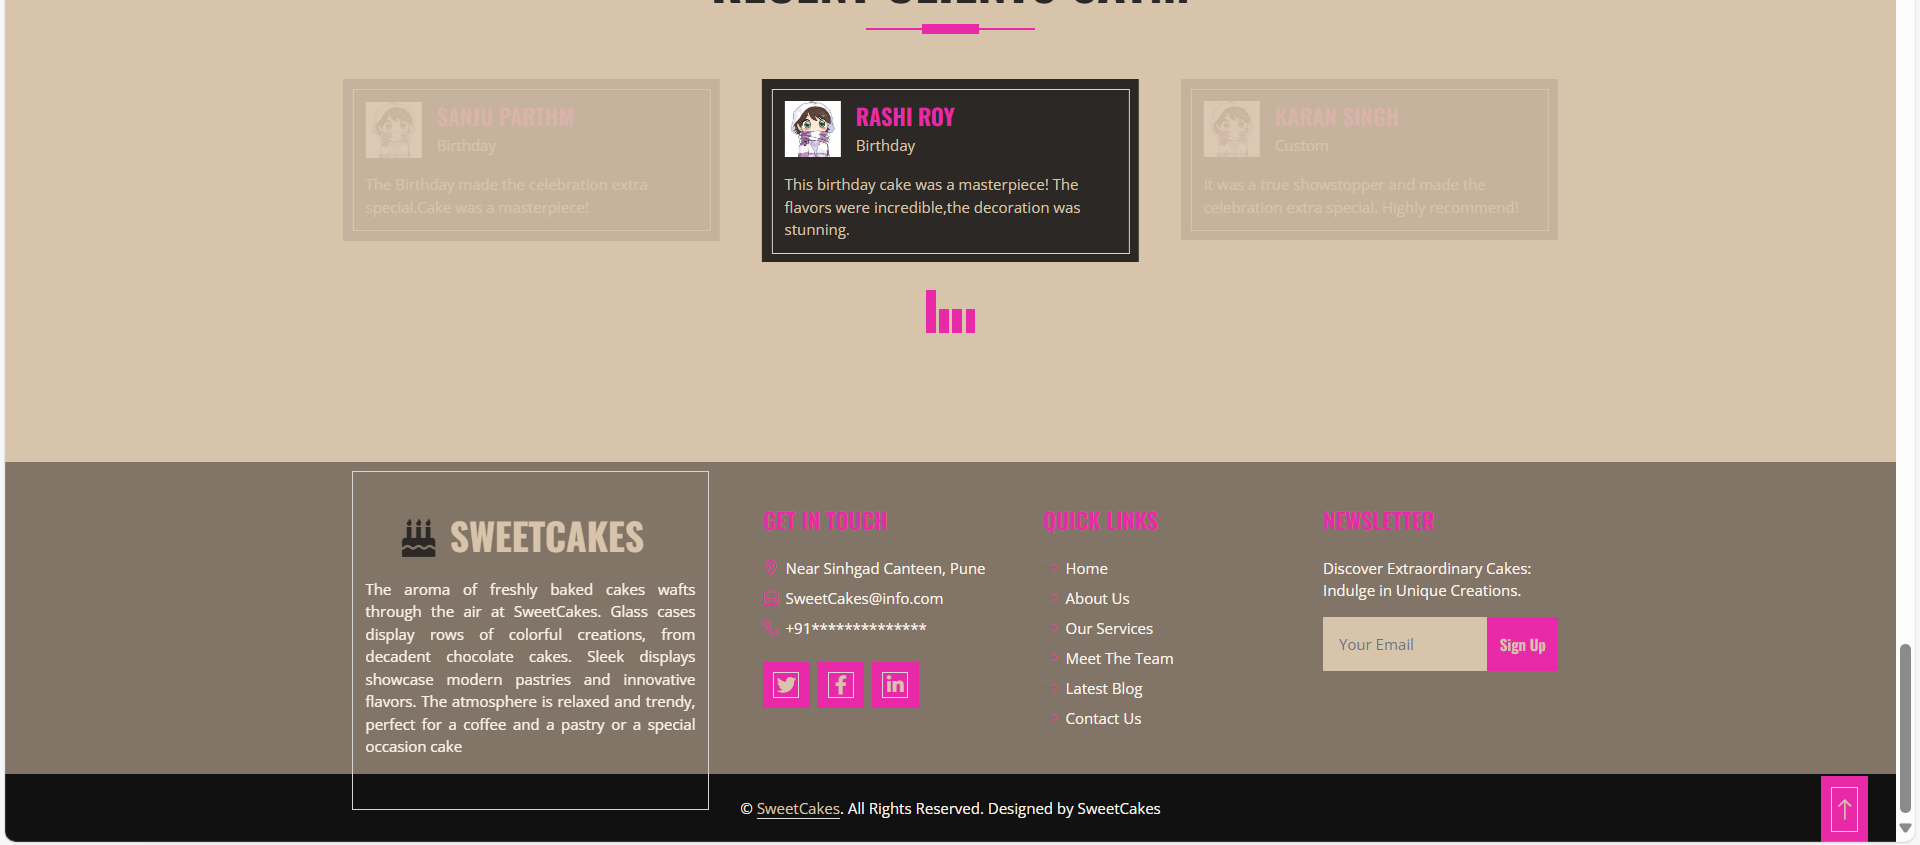 SANJU PARTHM
Birthday
The Birthday made the celebration extra
special.Cake was a masterpiece!
RASHI ROY
Birthday
This birthday cake was a masterpiece! The
flavors were incredible,the decoration was
stunning.
KARAN SINGH
Custom
It was a true showstopper and made the
celebration extra special. Highly recommend!
SWEETCAKES
The aroma of freshly baked cakes wafts
through the air at SweetCakes. Glass cases
display rows of colorful creations, from
decadent chocolate cakes. Sleek displays
showcase modern pastries and innovative
flavors. The atmosphere is relaxed and trendy,
perfect for a coffee and a pastry or a special
occasion cake
GET IN TOUCH
Near Sinhgad Canteen, Pune
SweetCakes@info.com
+91**************
QUICK LINKS
Home
About Us
Our Services
Meet The Team
Latest Blog
Contact Us
NEWSLETTER
Discover Extraordinary Cakes:
Indulge in Unique Creations.
Your Email
Sign Up
© SweetCakes. All Rights Reserved. Designed by SweetCakes